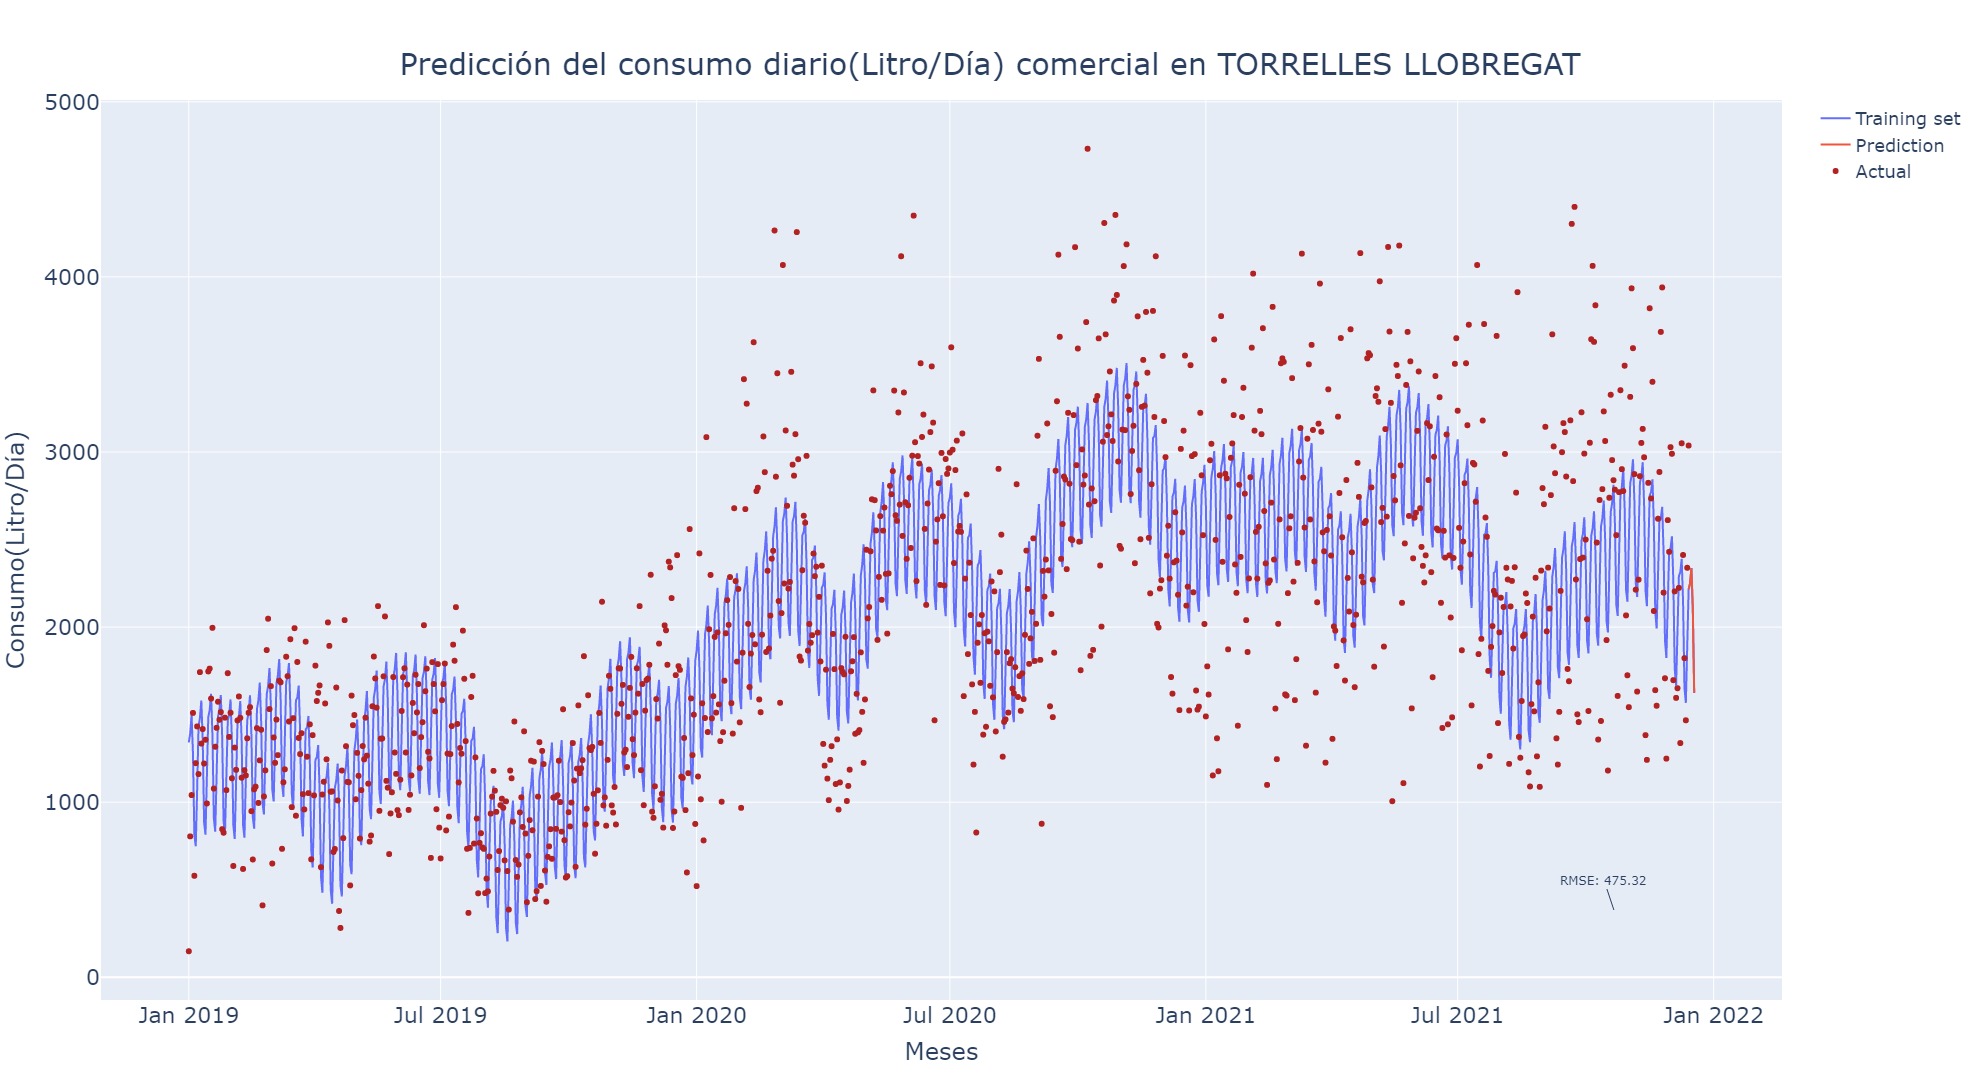 Predicción del consumo diario(Litro/Día) comercial en TORRELLES LLOBREGAT
Training set
Prediction
Actual
Consumo(Litro/Día)
5000
4000
3000
2000
1000
0
RMSE: 475.32
Jan 2019
Jul 2019
Jan 2020
Jul 2020
Jan 2021
Jul 2021
Jan 2022
Meses